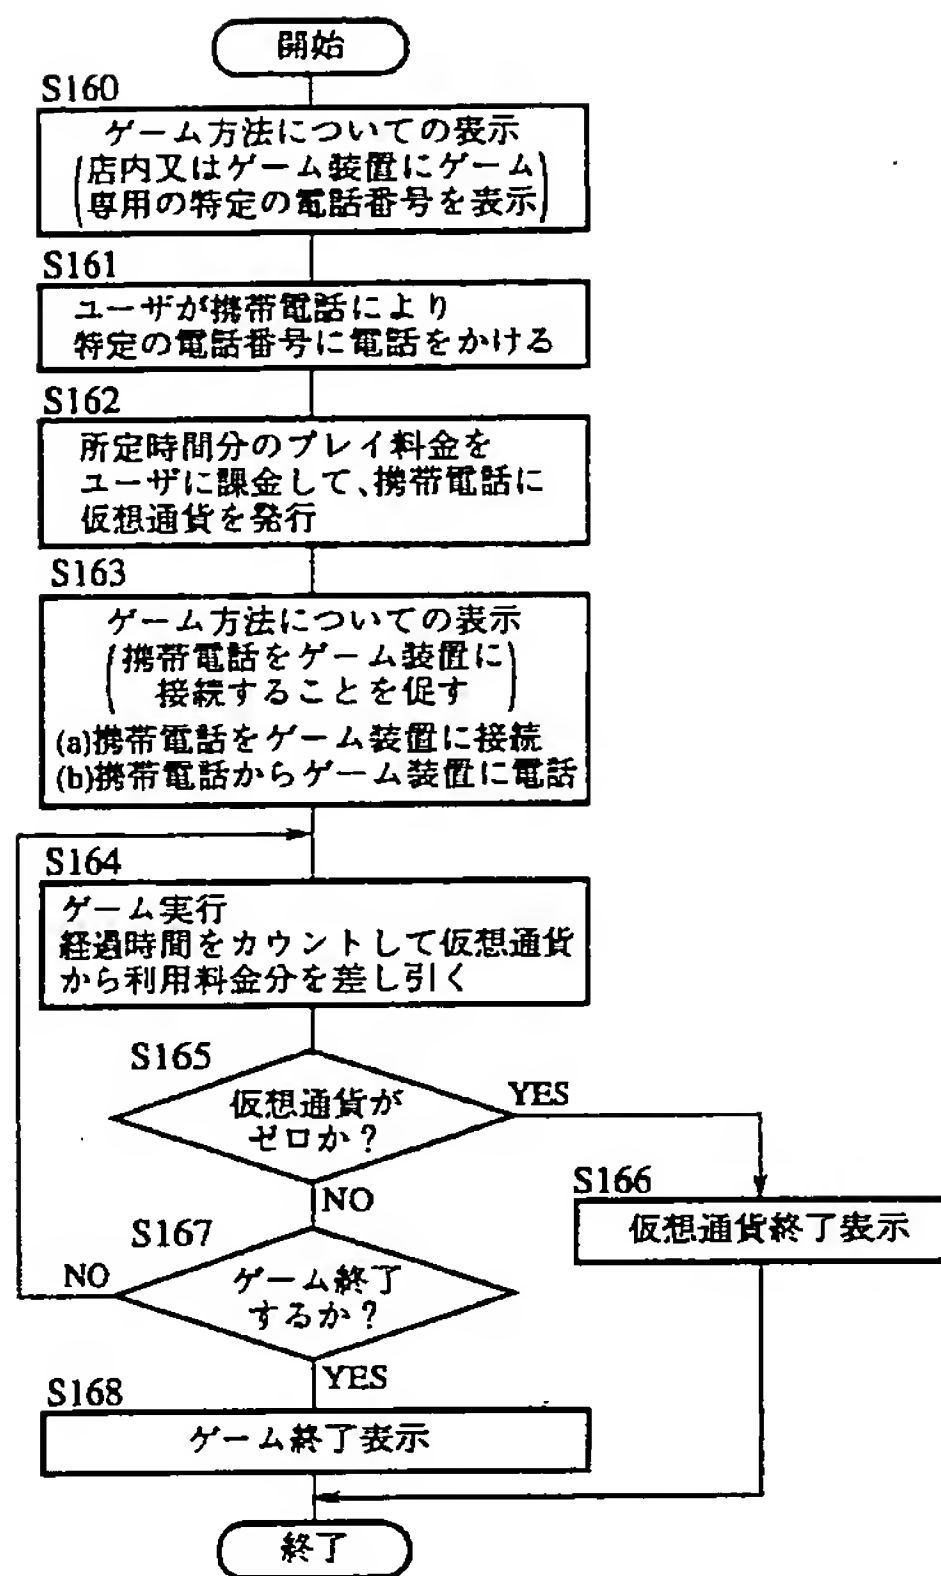 開始
S160
ゲーム方法についての表示
(店内又はゲーム装置にゲーム
専用の特定の電話番号を表示)
S161
ユーザが携帯電話により
特定の電話番号に電話をかける
S162
所定時間分のプレイ料金を
ユーザに課金して、携帯電話に
仮想通貨を発行
S163
ゲーム方法についての表示
(携帯電話をゲーム装置に
接続することを促す)
(a)携帯電話をゲーム装置に接続
(b)携帯電話からゲーム装置に電話
S164
ゲーム実行
経過時間をカウントして仮想通貨
から利用料金分を差し引く
S165
仮想通貨が
ゼロか?
YES
NO
S166
仮想通貨終了表示
S167
ゲーム終了
するか?
NO
YES
S168
ゲーム終了表示
終了